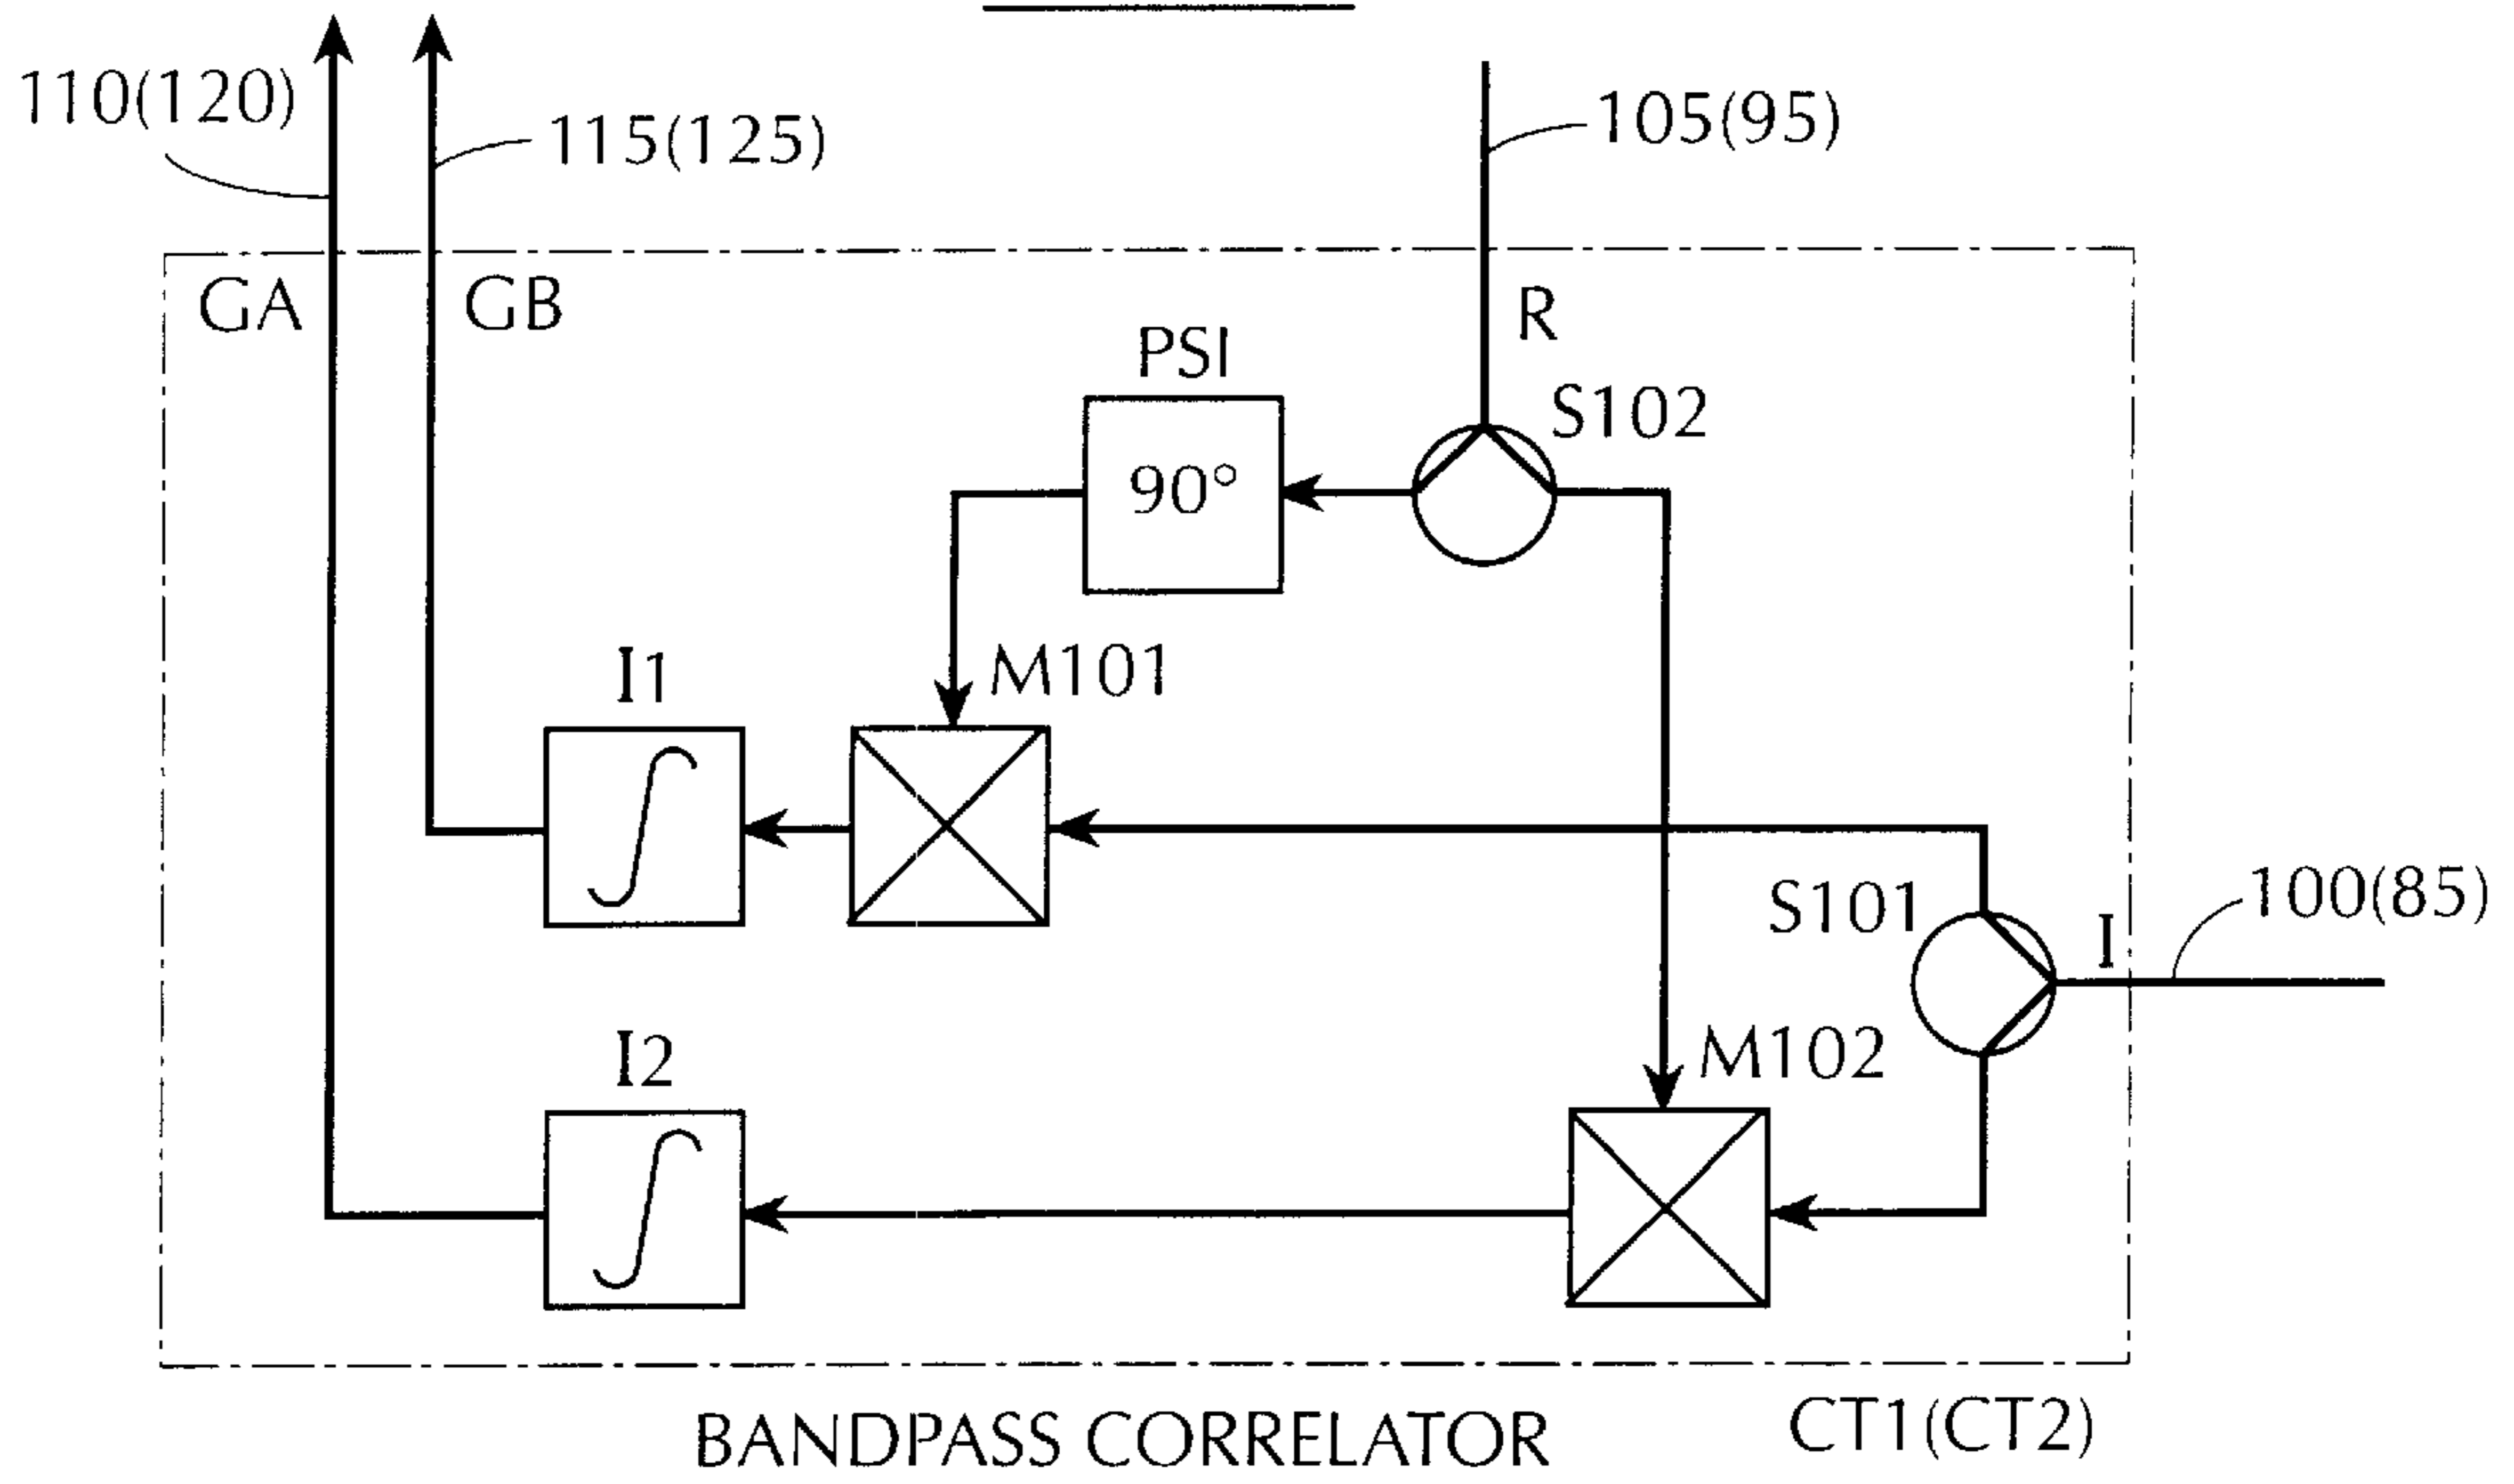 110(120)
115(125)
105(95)
GA
GB
R
PSI
S102
90°
I1
M101
S101
I
100(85)
I2
M102
BANDPASS CORRELATOR
CT1(CT2)